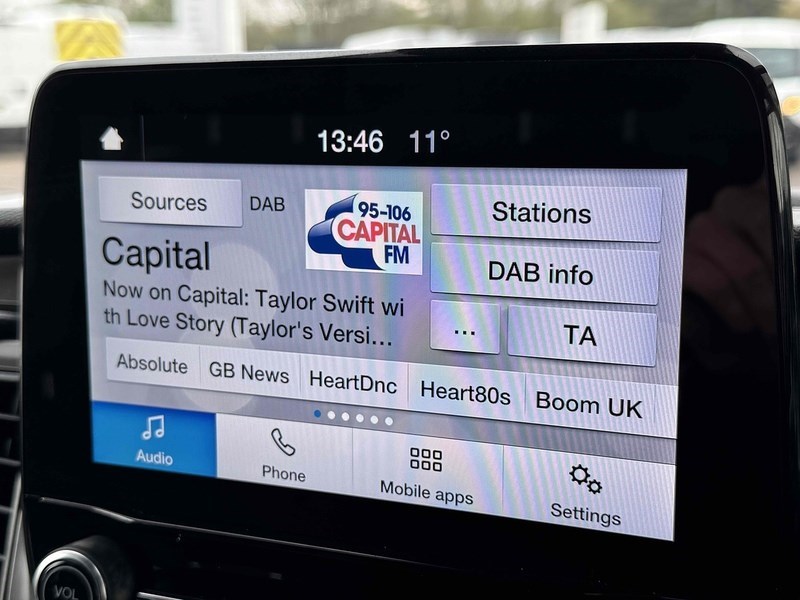 13:46 11°
Sources
DAB
95-106
CAPITAL
FM
Stations
Capital
DAB info
Now on Capital: Taylor Swift wi
th Love Story (Taylor's Versi...
...
TA
Absolute
GB News
HeartDnc
Heart80s
Boom UK
Audio
Phone
Mobile apps
Settings
VOL